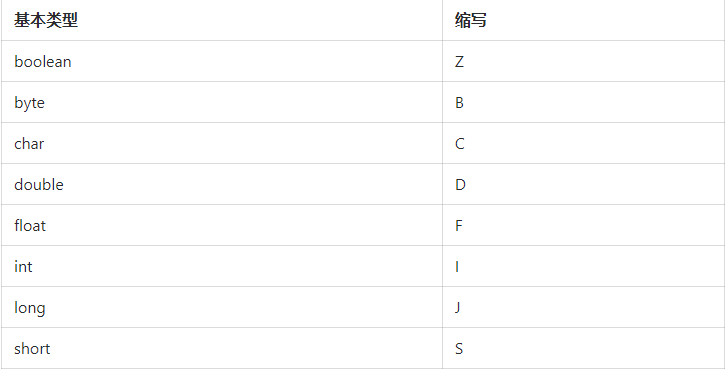 基本类型 缩写
boolean Z
byte B
char C
double D
float F
int I
long J
short S